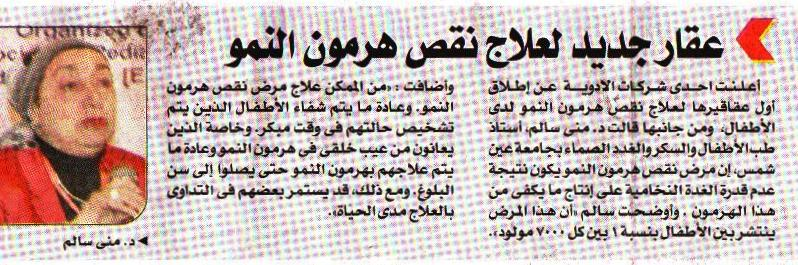 عقار جديد لعلاج نقص هرمون النمو
أعلنت احدى شركات الأدوية عن إطلاق
أول عقاقيرها لعلاج نقص هرمون النمو لدى
الأطفال، ومن جانبها قالت د. منى سالم، أستاذ
طب الأطفال والسكر والغدد الصماء بجامعة عين
شمس، إن مرض نقص هرمون النمو يكون نتيجة
عدم قدرة الغدة النخامية على إنتاج ما يكفى من
هذا الهرمون . وأوضحت سالم «أن هذا المرض
ينتشر بين الأطفال بنسبة ١ بين كل ٧٠٠٠ مولود».
وأضافت : «من الممكن علاج مرض نقص هرمون
النمو. وعادة ما يتم شفاء الأطفال الذين يتم
تشخيص حالتهم فى وقت مبكر. وخاصة الذين
يعانون من عيب خلقى فى هرمون النمو وعادة ما
يتم علاجهم بهرمون النمو حتى يصلوا إلى سن
البلوغ. ومع ذلك، قد يستمر بعضهم فى التداوى
بالعلاج مدى الحياة».
Organized
د. منى سالم